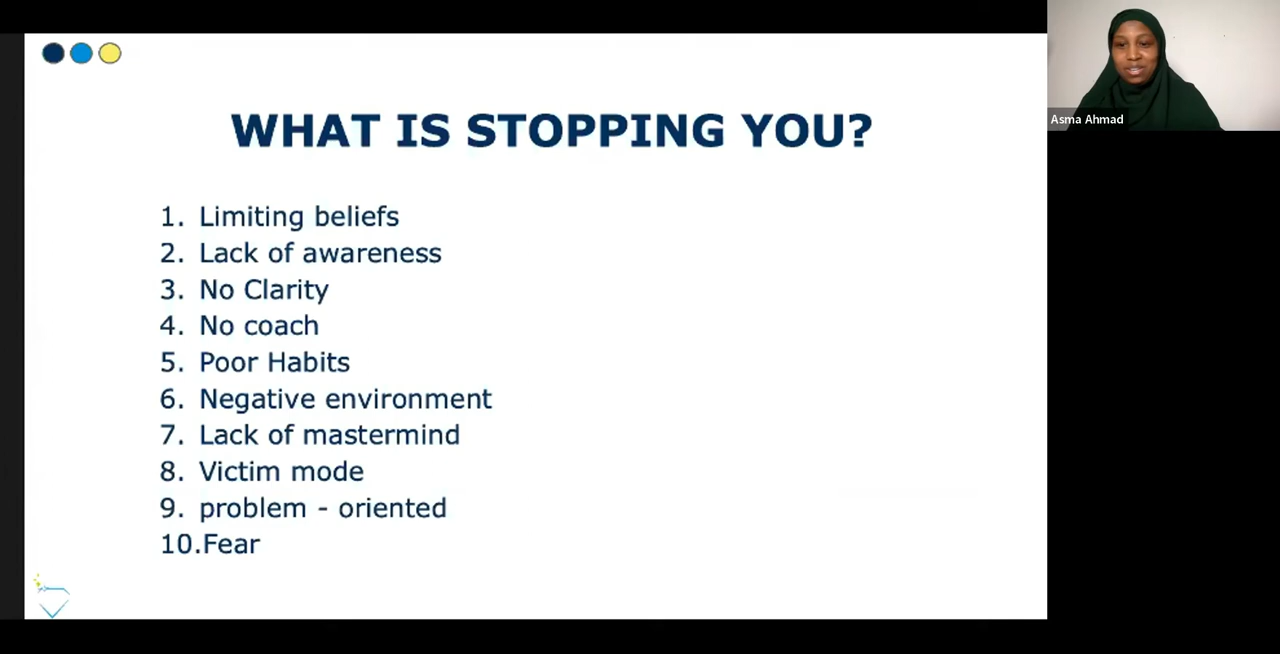 WHAT IS STOPPING YOU?
1. Limiting beliefs
2. Lack of awareness
3. No Clarity
4. No coach
5. Poor Habits
6. Negative environment
7. Lack of mastermind
8. Victim mode
9. problem - oriented
10.Fear
Asma Ahmad